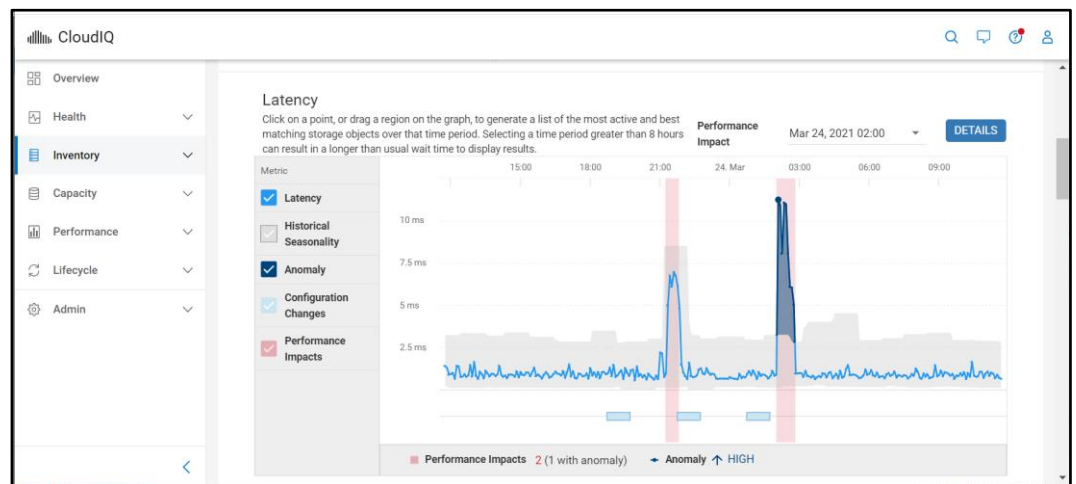 CloudIQ
Overview
Health
Inventory
Capacity
Performance
Lifecycle
Admin
Latency
Click on a point, or drag a region on the graph, to generate a list of the most active and best
matching storage objects over that time period. Selecting a time period greater than 8 hours
can result in a longer than usual wait time to display results.
Performance
Impact
Mar 24, 2021 02:00
DETAILS
Metric
Latency
Historical
Seasonality
Anomaly
Configuration
Changes
Performance
Impacts
15:00 18:00 21:00 24. Mar 03:00 06:00 09:00
10 ms
7.5 ms
5 ms
2.5 ms
Performance Impacts 2 (1 with anomaly) Anomaly ↑ HIGH